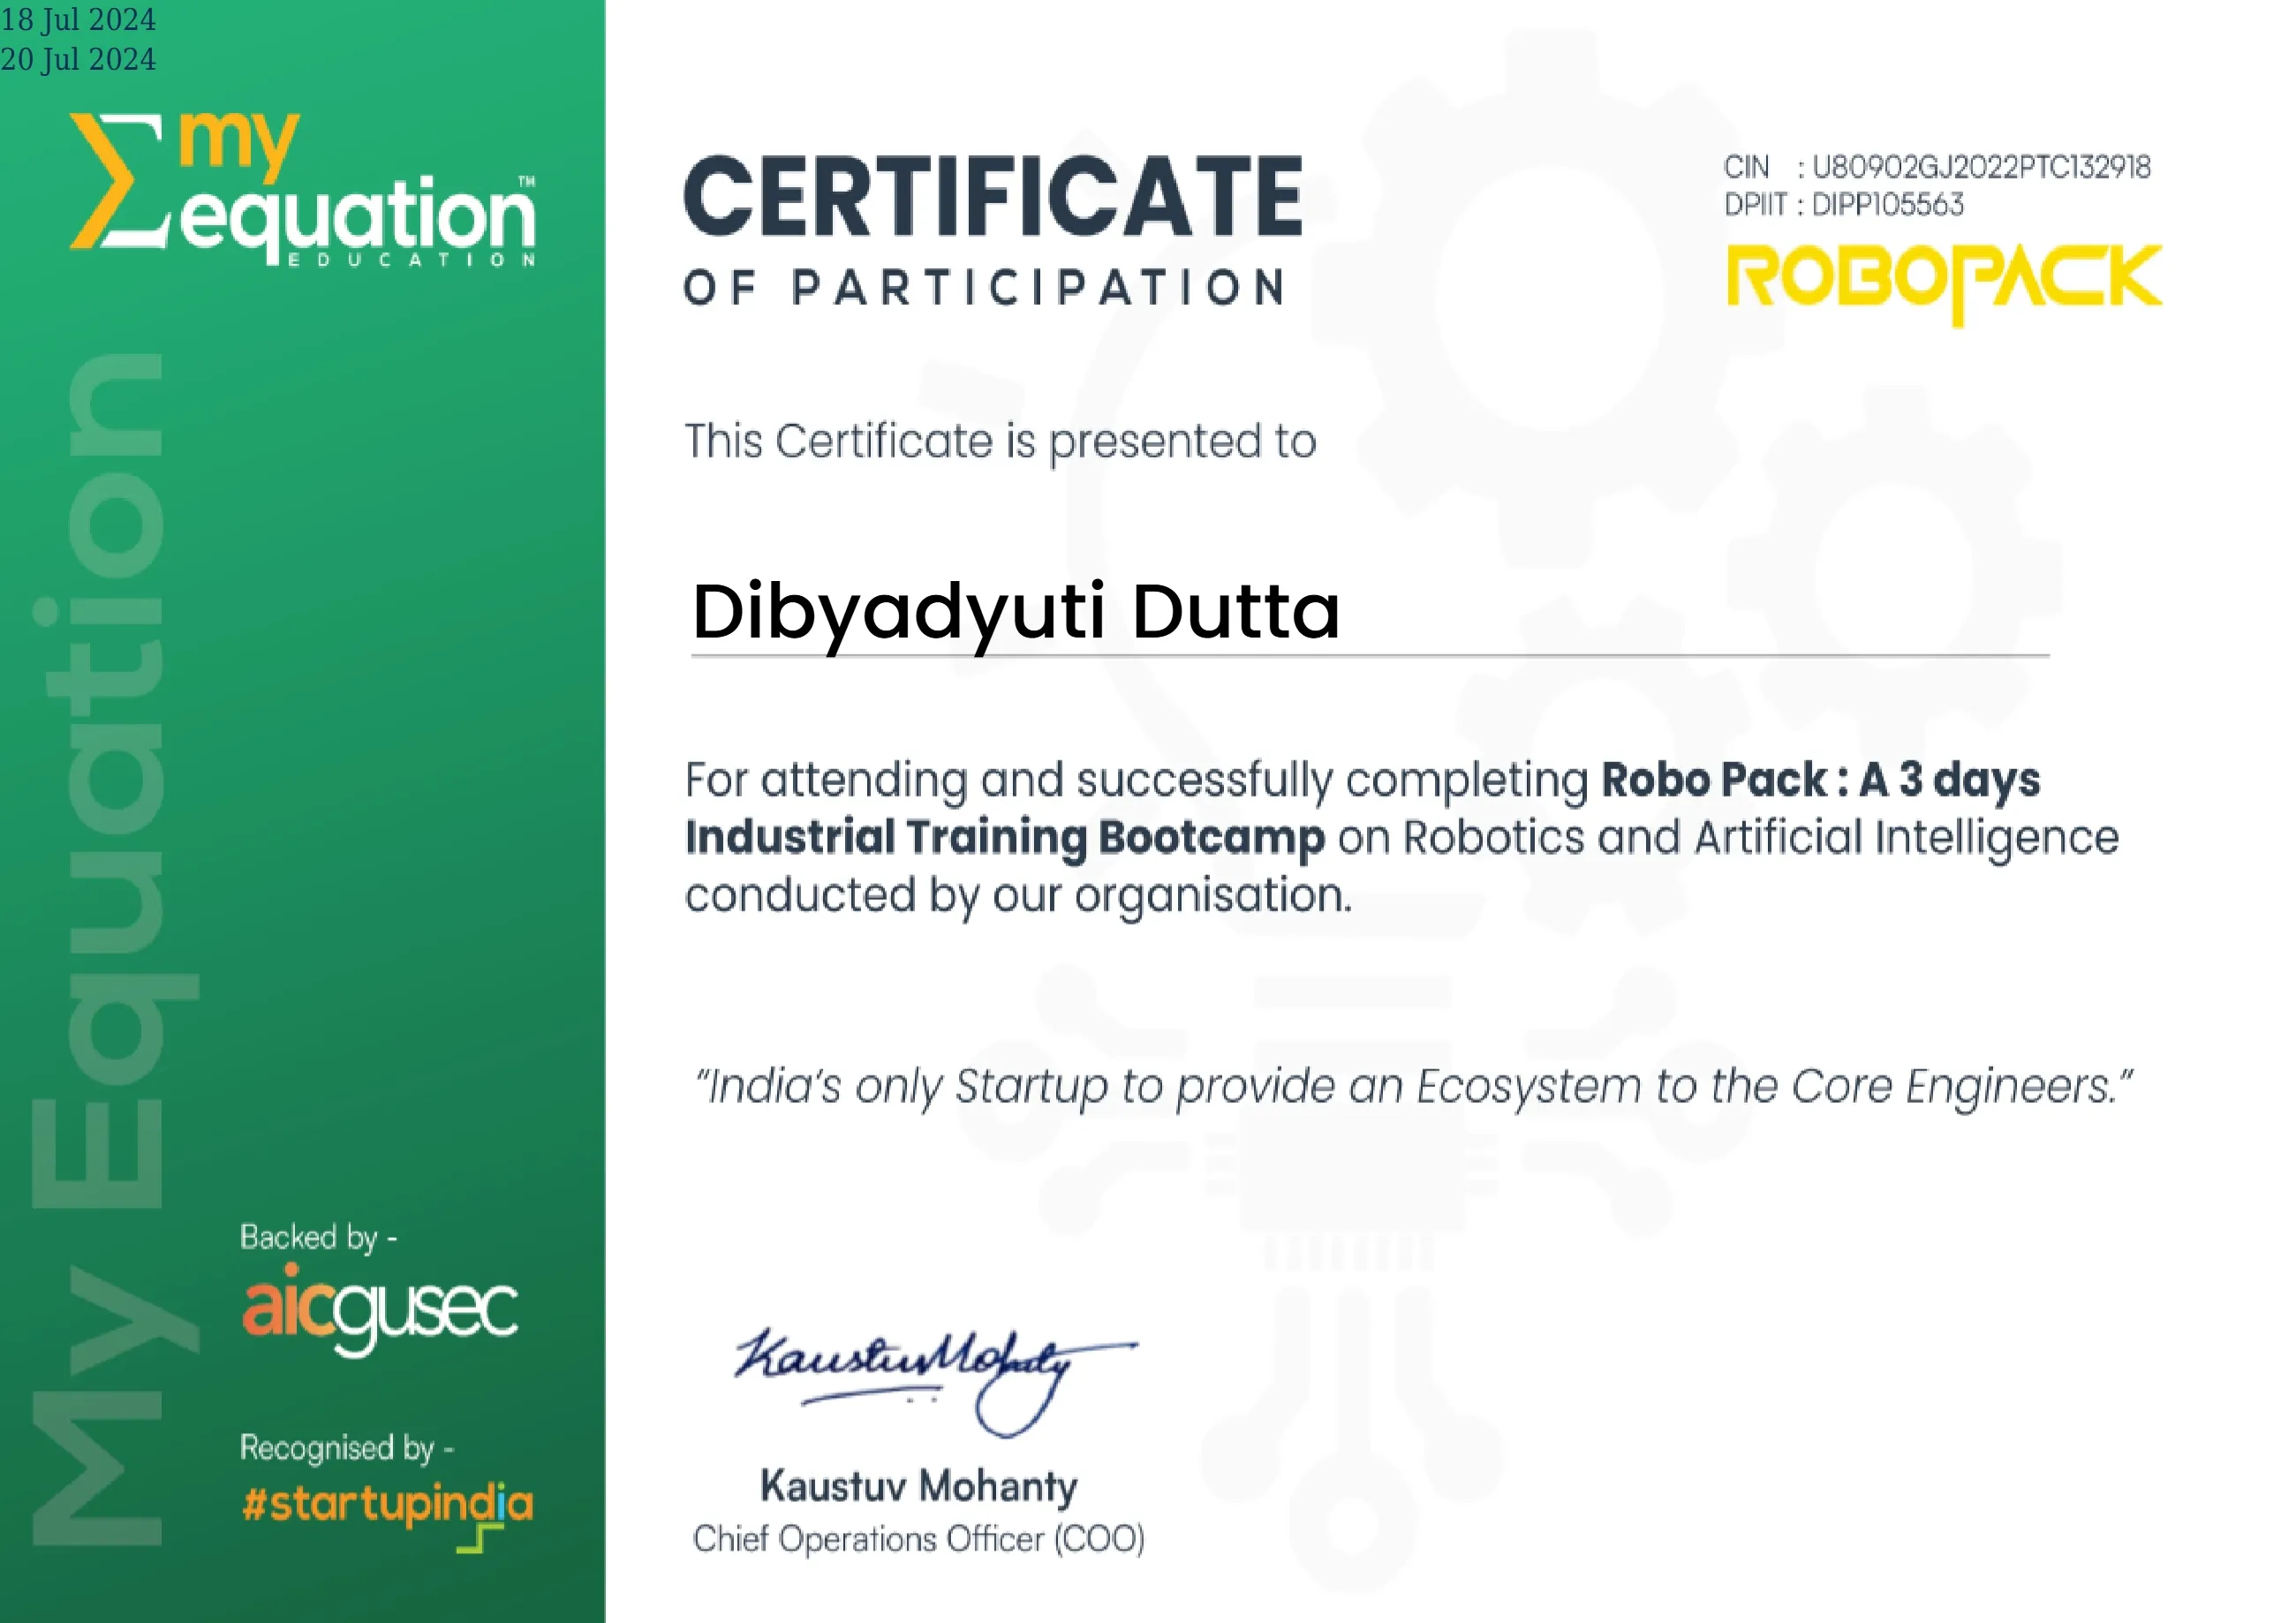 18 Jul 2024
20 Jul 2024
my
equation™
EDUCATION
My Equation
Backed by -
aicgusec
Recognised by -
#startupindia
CERTIFICATE
OF PARTICIPATION
CIN : U80902GJ2022PTC132918
DPIIT : DIPP105563
ROBOPACK
This Certificate is presented to
Dibyadyuti Dutta
For attending and successfully completing Robo Pack : A 3 days
Industrial Training Bootcamp on Robotics and Artificial Intelligence
conducted by our organisation.
“India’s only Startup to provide an Ecosystem to the Core Engineers.”
Kaustuv Mohanty
Kaustuv Mohanty
Chief Operations Officer (COO)